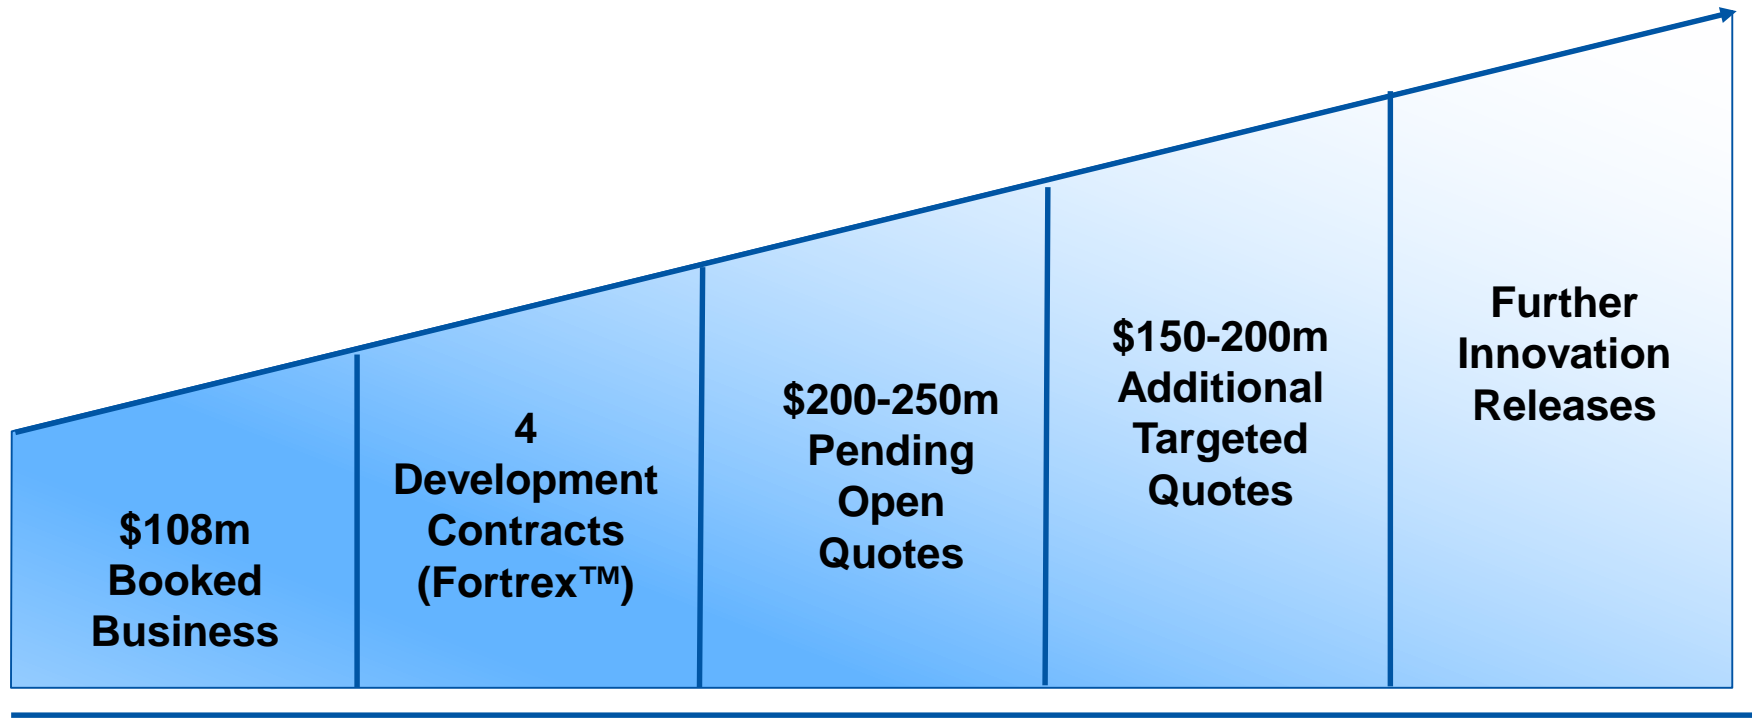 $108m
Booked
Business
4
Development
Contracts
(Fortrex™)
$200-250m
Pending
Open
Quotes
$150-200m
Additional
Targeted
Quotes
Further
Innovation
Releases